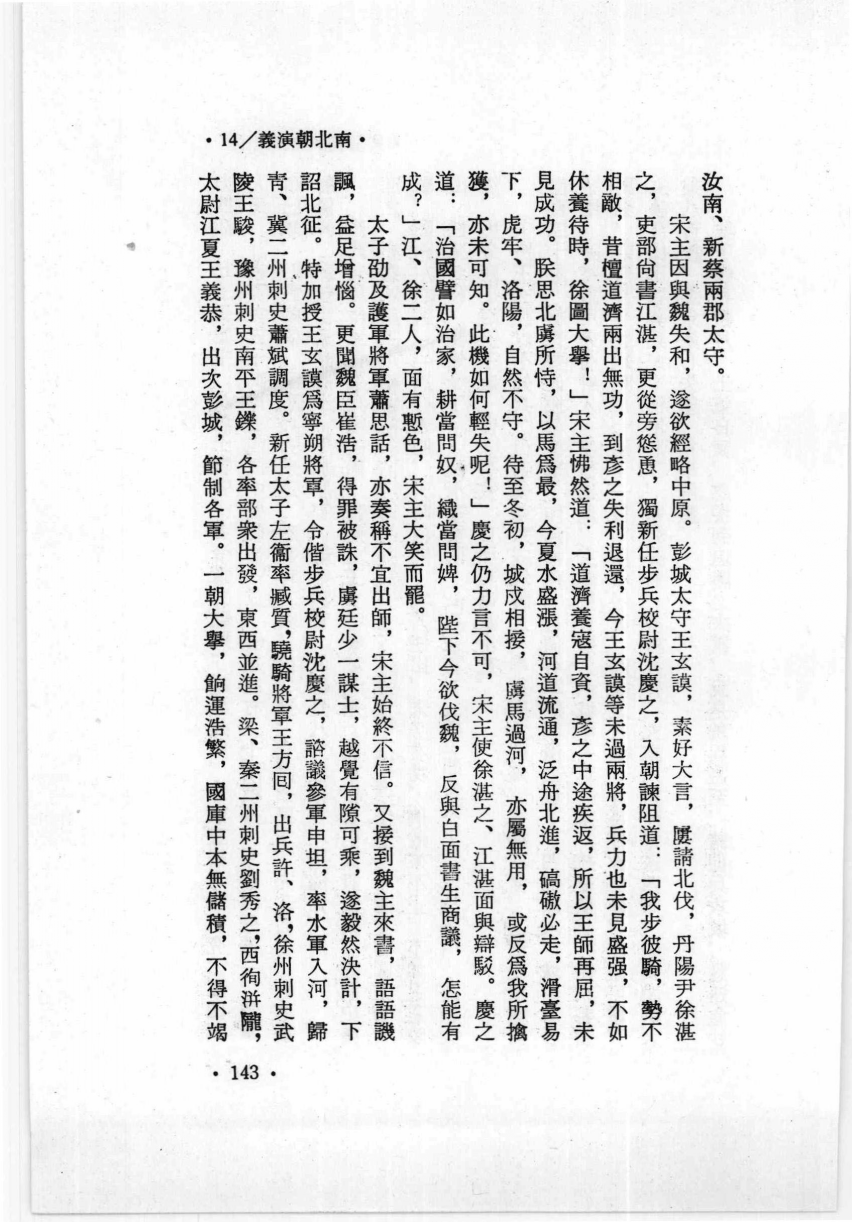 ·南北朝演義／14·
汝南、新蔡兩郡太守。
宋主因與魏失和，遂欲經略中原。彭城太守王玄謨，素好大言，屢請北伐，丹陽尹徐湛
之，吏部尙書江湛，更從旁慫恿，獨新任步兵校尉沈慶之，入朝諫阻道：「我步彼騎，勢不
相敵，昔檀道濟兩出無功，到彥之失利退還，今王玄謨等未過兩將，兵力也未見盛强，不如
休養待時，徐圖大舉！」宋主怫然道：「道濟養寇自資，彥之中途疾返，所以王師再屈，未
見成功。朕思北虜所恃，以馬爲最，今夏水盛漲，河道流通，泛舟北進，碻磝必走，滑臺易
下，虎牢、洛陽，自然不守。待至冬初，城戍相接，虜馬過河，亦屬無用，或反爲我所擒
獲，亦未可知。此機如何輕失呢！」慶之仍力言不可，宋主使徐湛之、江湛面與辯駁。慶之
道：「治國譬如治家，耕當問奴，織當問婢，陛下今欲伐魏，反與白面書生商議，怎能有
成？」江、徐二人，面有慙色，宋主大笑而罷。
太子劭及護軍將軍蕭思話，亦奏稱不宜出師，宋主始終不信。又接到魏主來書，語語譏
諷，益足增惱。更聞魏臣崔浩，得罪被誅，虜廷少一謀士，越覺有隙可乘，遂毅然決計，下
詔北征。特加授王玄謨爲寧朔將軍，令偕步兵校尉沈慶之，諮議參軍申坦，率水軍入河，歸
青、冀二州刺史蕭斌調度。新任太子左衞率臧質，驍騎將軍王方回，出兵許、洛，徐州刺史武
陵王駿，豫州刺史南平王鑠，各率部衆出發，東西並進。梁、秦二州刺史劉秀之，西徇汧隴，
太尉江夏王義恭，出次彭城，節制各軍。一朝大舉，餉運浩繁，國庫中本無儲積，不得不竭
·143·